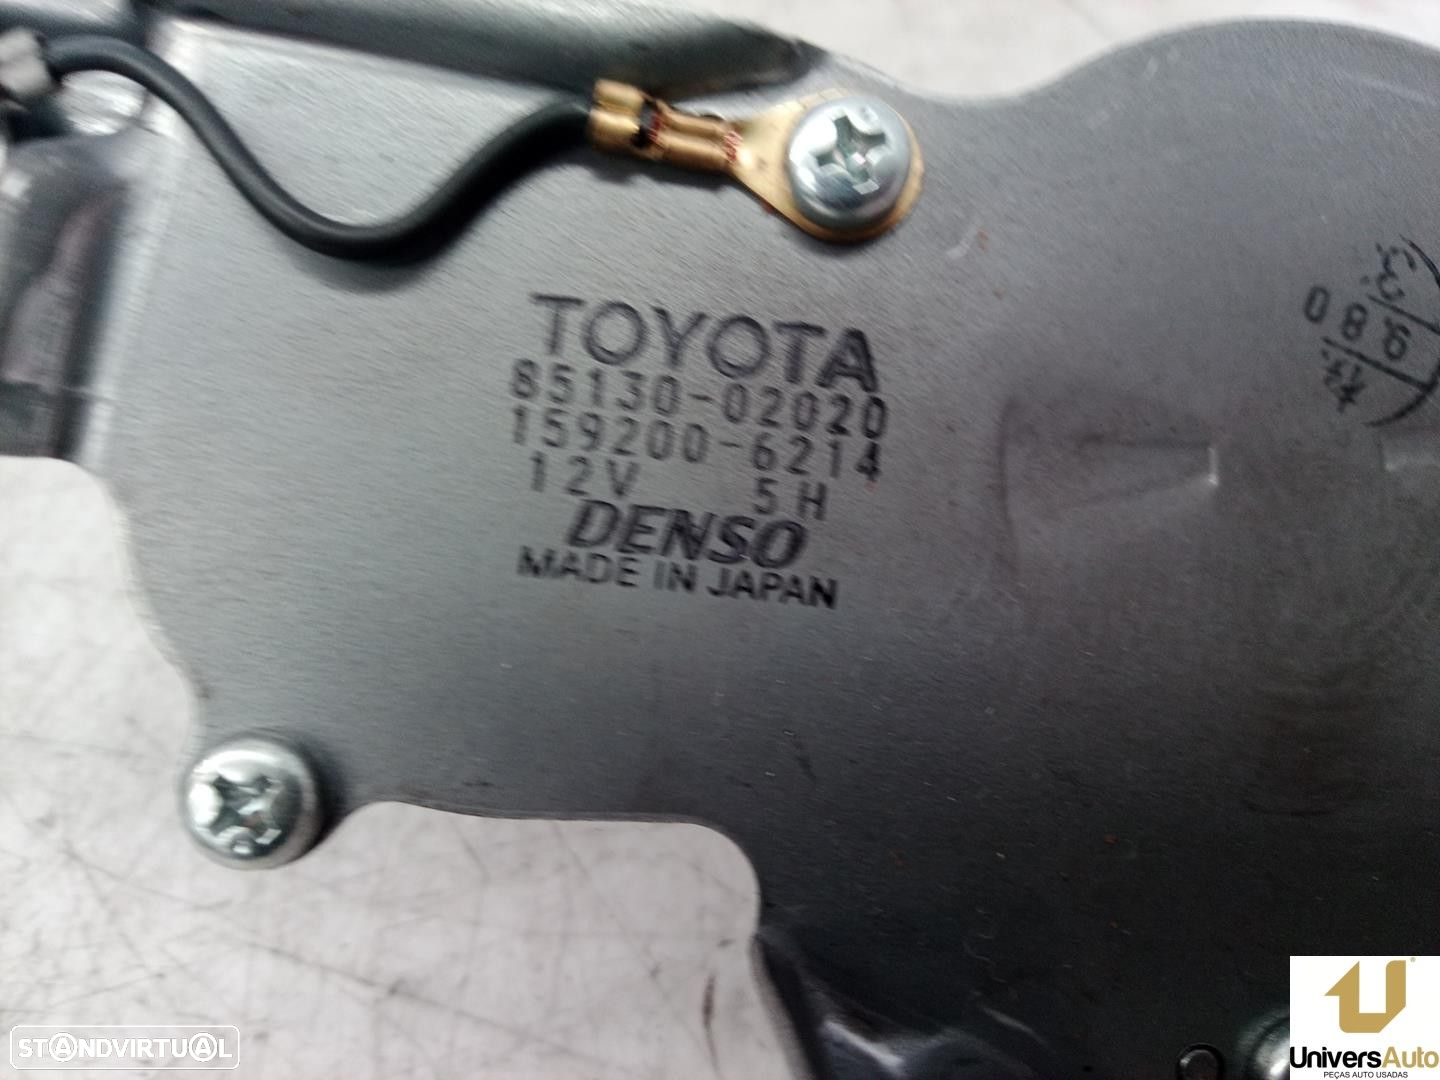 TOYOTA
85130-02020
159200-6214
12V 5H
DENSO
MADE IN JAPAN
STANDVIRTUAL
UniversAuto
PEÇAS AUTO USADAS